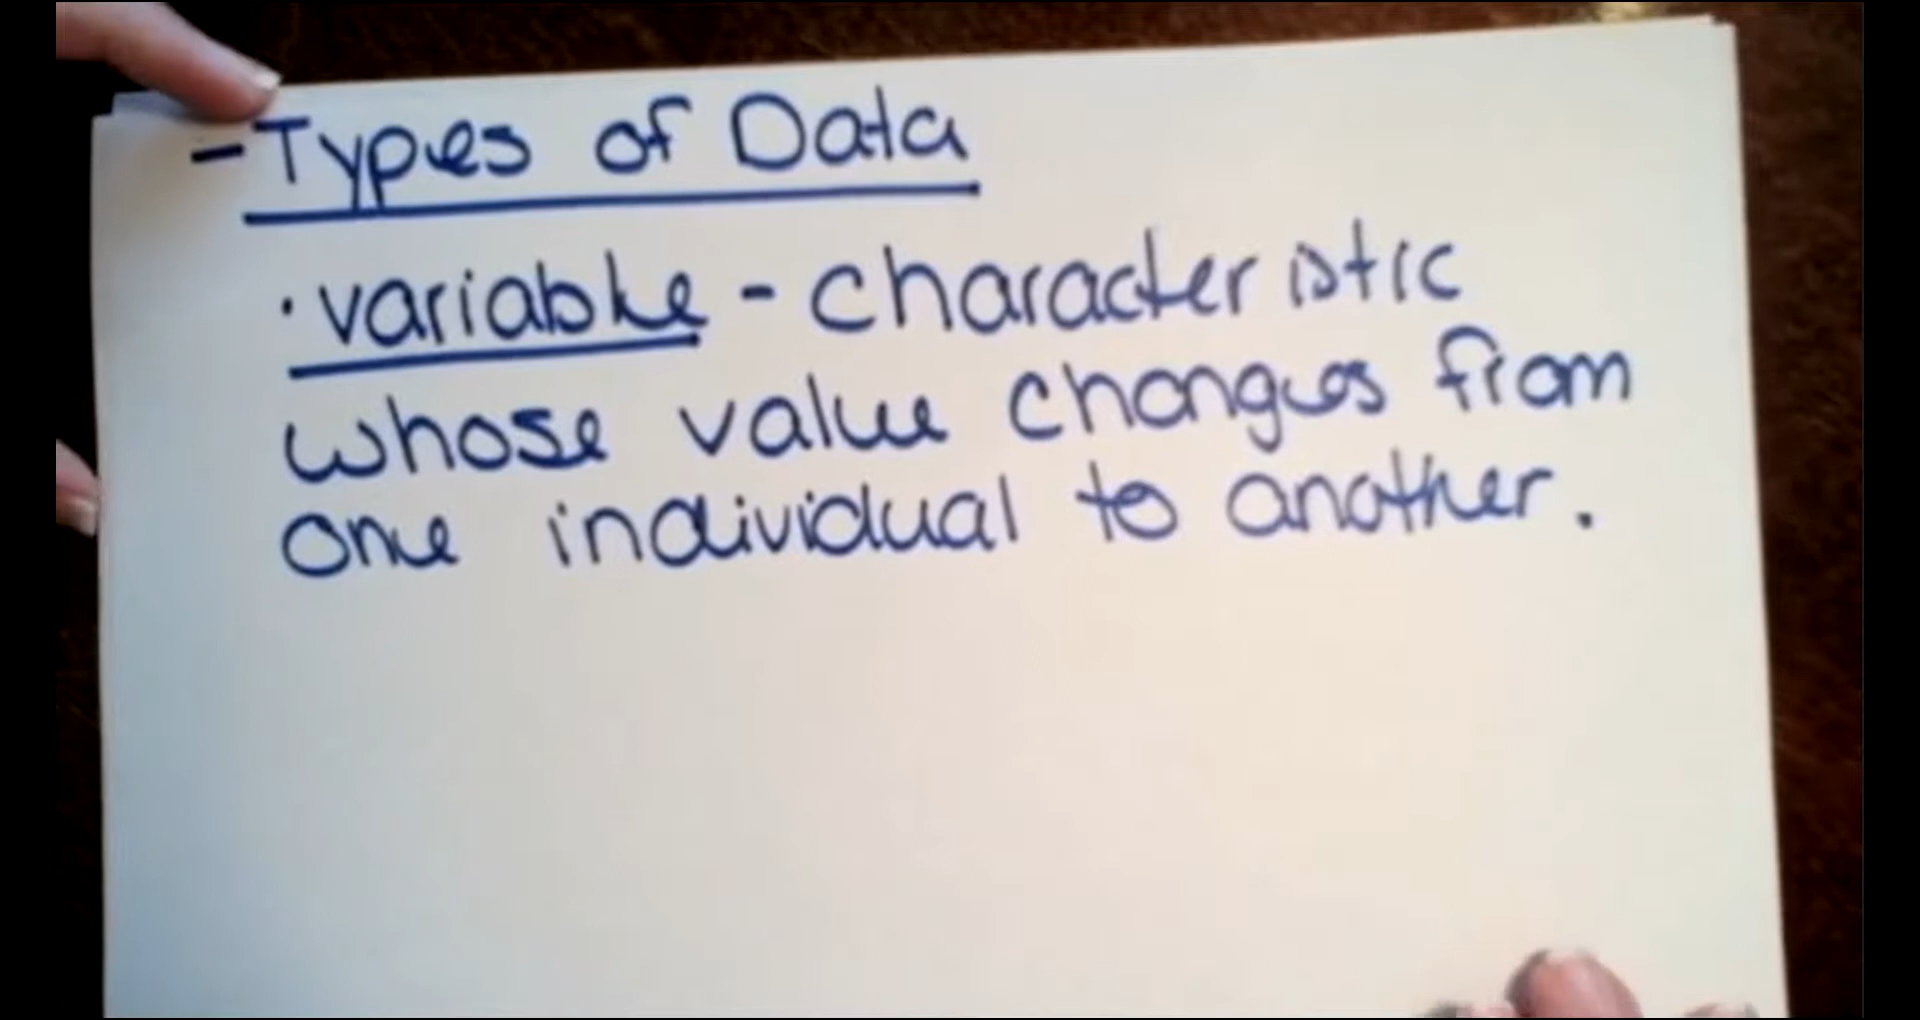 - Types of Data
· variable - characteristic
whose value changes from
one individual to another.